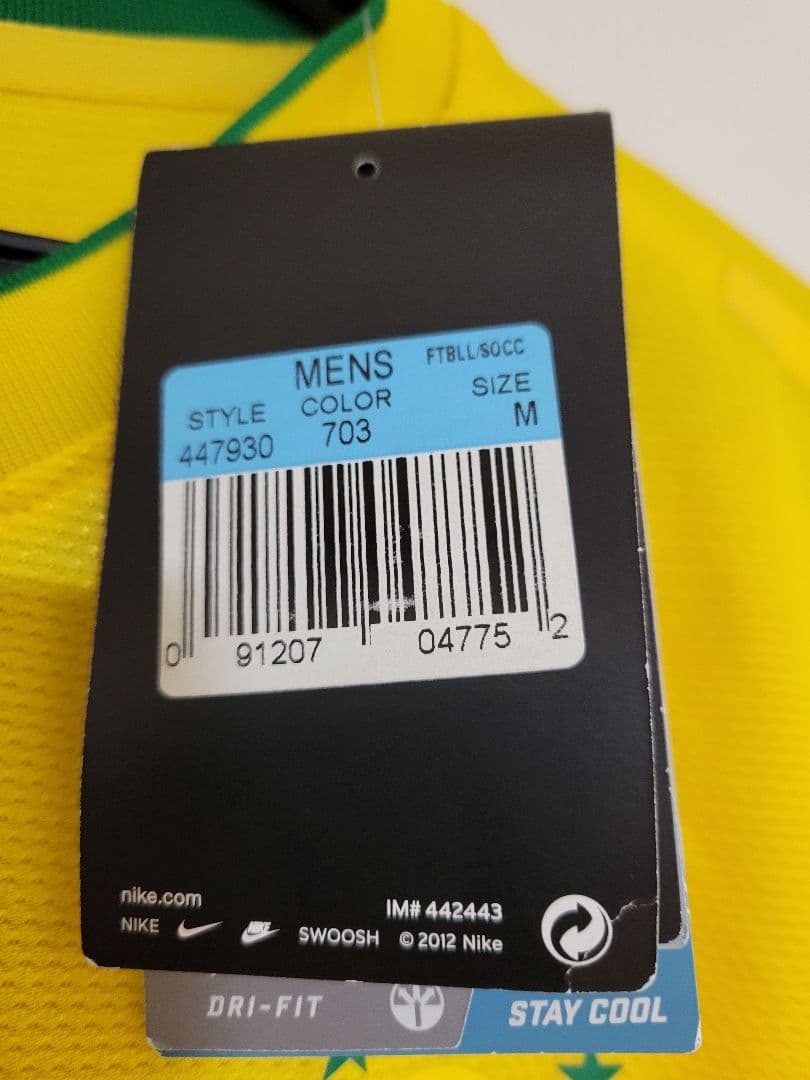 MENS FTBLL/SOCC
STYLE COLOR SIZE
447930 703 M
0 91207 04775 2
nike.com
NIKE NIKE SWOOSH © 2012 Nike
IM# 442443
DRI-FIT STAY COOL